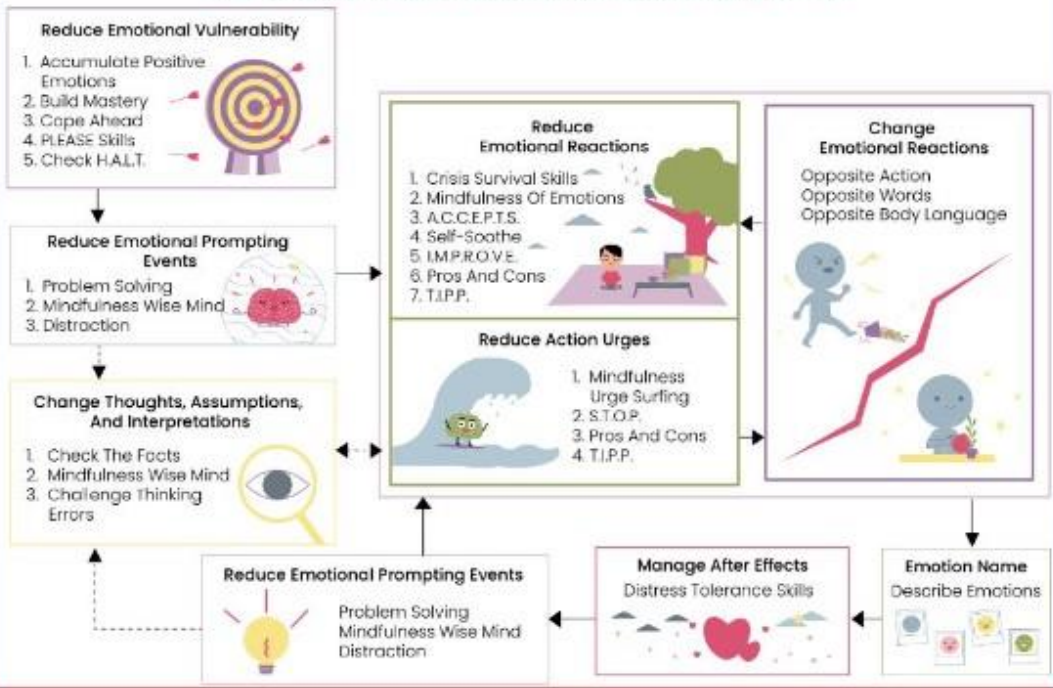 Reduce Emotional Vulnerability
1. Accumulate Positive
Emotions
2. Build Mastery
3. Cope Ahead
4. PLEASE Skills
5. Check H.A.L.T.
Reduce Emotional Prompting
Events
1. Problem Solving
2. Mindfulness Wise Mind
3. Distraction
Change Thoughts, Assumptions,
And Interpretations
1. Check The Facts
2. Mindfulness Wise Mind
3. Challenge Thinking
Errors
Reduce
Emotional Reactions
1. Crisis Survival Skills
2. Mindfulness Of Emotions
3. A.C.C.E.P.T.S.
4. Self-Soothe
5. I.M.P.R.O.V.E.
6. Pros And Cons
7. T.I.P.P.
Reduce Action Urges
1. Mindfulness
Urge Surfing
2. S.T.O.P.
3. Pros And Cons
4. T.I.P.P.
Change
Emotional Reactions
Opposite Action
Opposite Words
Opposite Body Language
Emotion Name
Describe Emotions
Manage After Effects
Distress Tolerance Skills
Reduce Emotional Prompting Events
Problem Solving
Mindfulness Wise Mind
Distraction